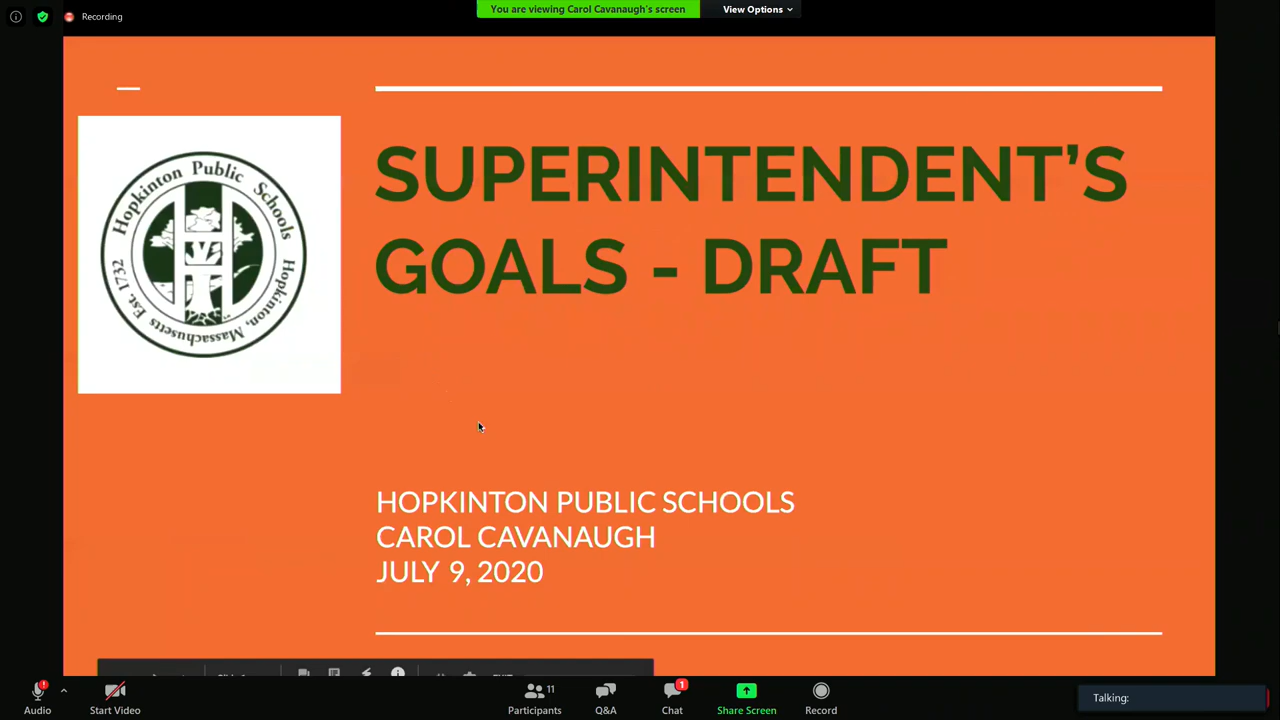 Recording
You are viewing Carol Cavanaugh's screen
View Options
SUPERINTENDENT'S
GOALS - DRAFT
Hopkinton Public Schools
Hopkinton, Massachusetts Est. 1732
H
HOPKINTON PUBLIC SCHOOLS
CAROL CAVANAUGH
JULY 9, 2020
Audio
Start Video
Participants
11
Q&A
Chat
1
Share Screen
Record
Talking: